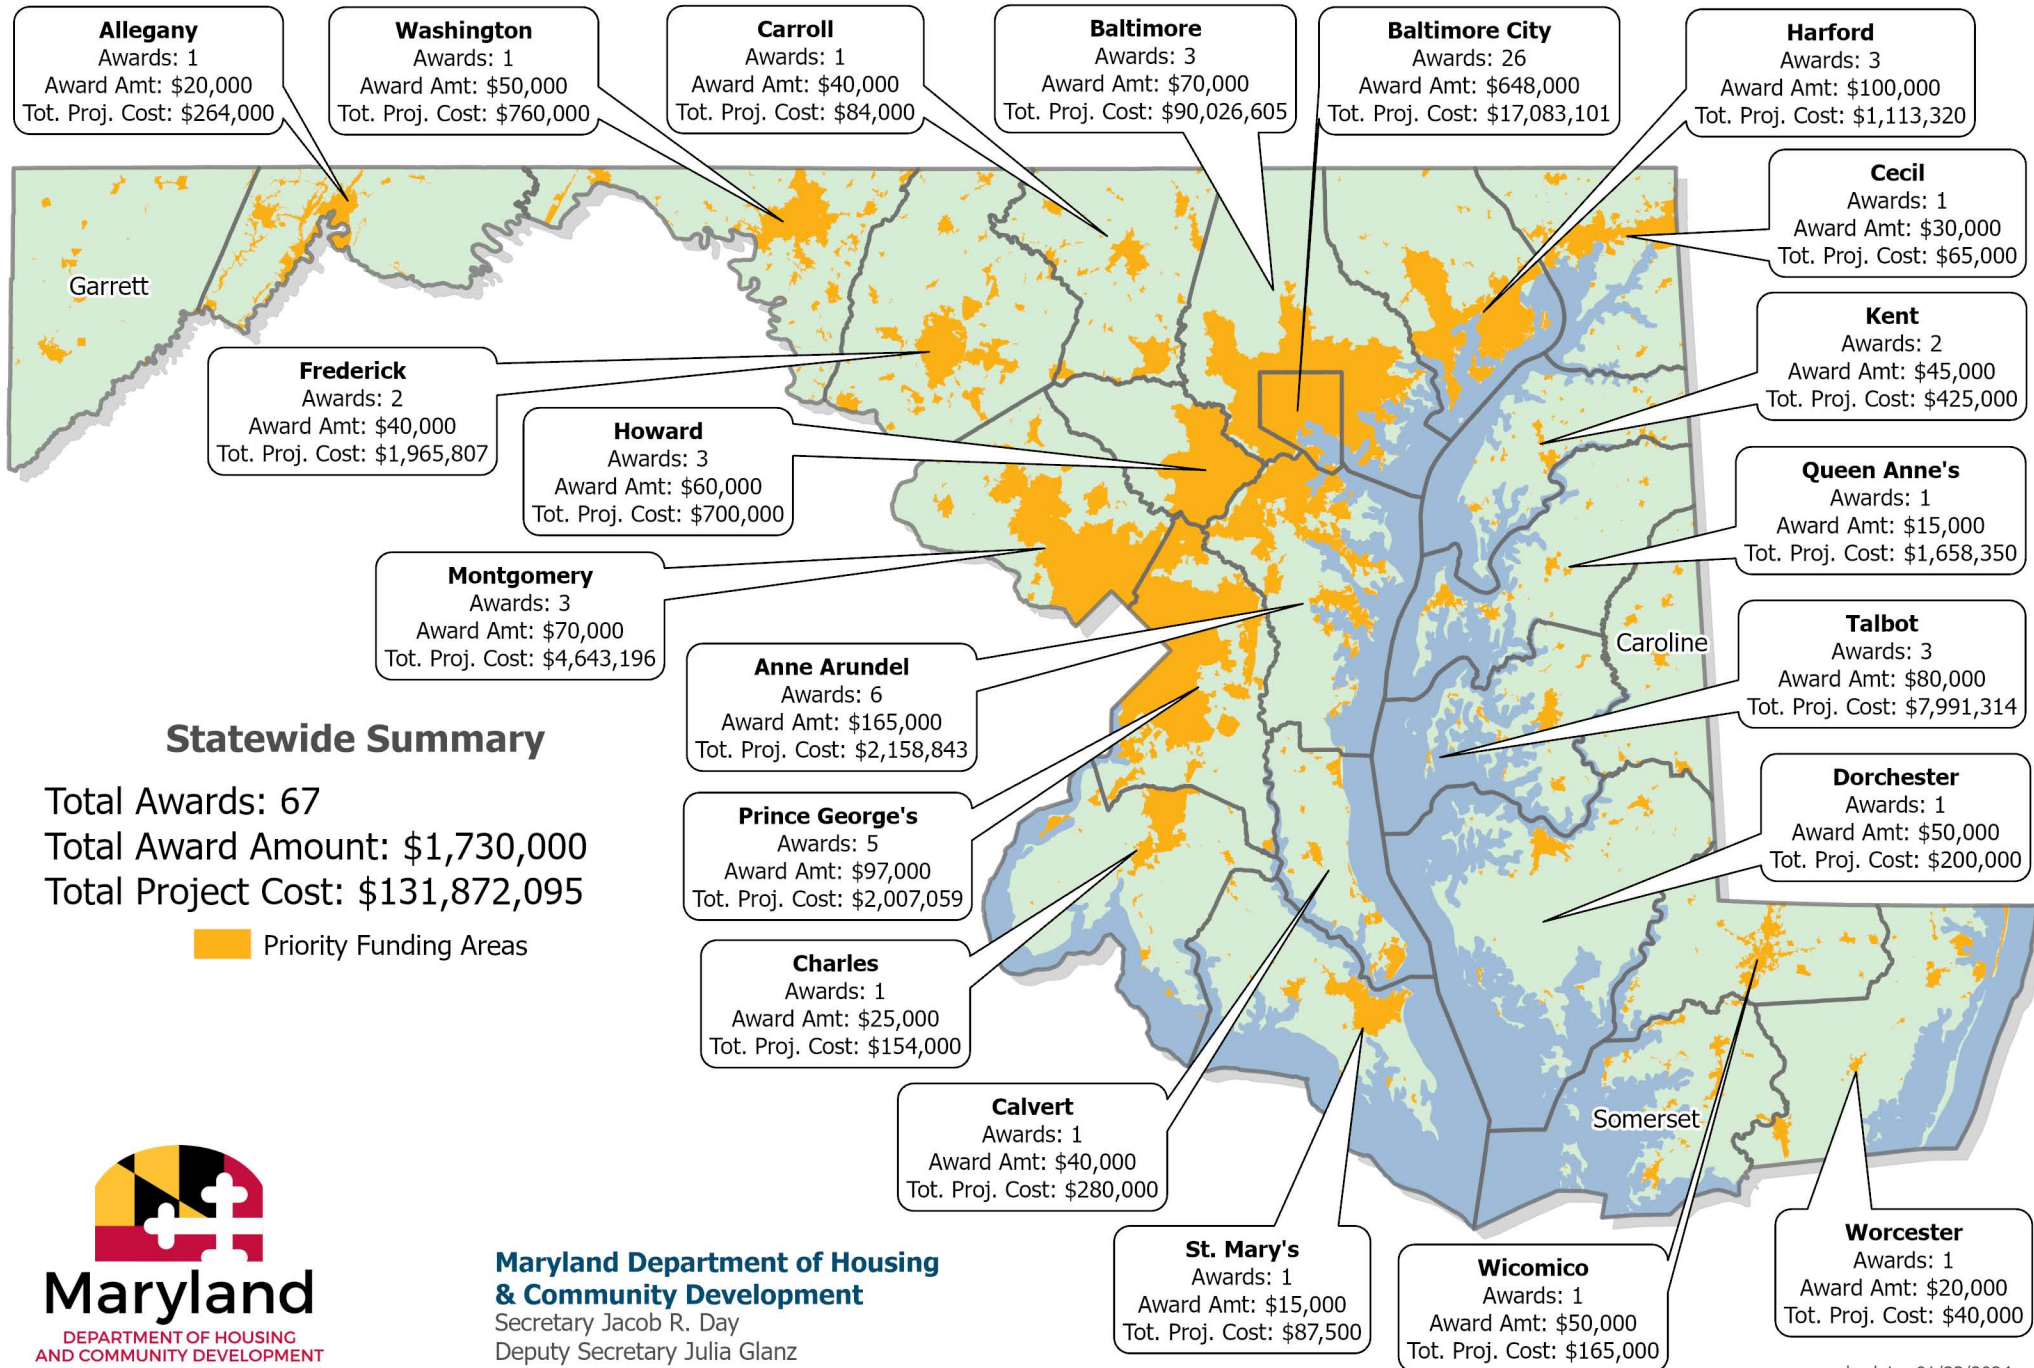 Allegany
Awards: 1
Award Amt: $20,000
Tot. Proj. Cost: $264,000
Washington
Awards: 1
Award Amt: $50,000
Tot. Proj. Cost: $760,000
Carroll
Awards: 1
Award Amt: $40,000
Tot. Proj. Cost: $84,000
Baltimore
Awards: 3
Award Amt: $70,000
Tot. Proj. Cost: $90,026,605
Baltimore City
Awards: 26
Award Amt: $648,000
Tot. Proj. Cost: $17,083,101
Harford
Awards: 3
Award Amt: $100,000
Tot. Proj. Cost: $1,113,320
Cecil
Awards: 1
Award Amt: $30,000
Tot. Proj. Cost: $65,000
Garrett
Kent
Awards: 2
Award Amt: $45,000
Tot. Proj. Cost: $425,000
Frederick
Awards: 2
Award Amt: $40,000
Tot. Proj. Cost: $1,965,807
Howard
Awards: 3
Award Amt: $60,000
Tot. Proj. Cost: $700,000
Queen Anne's
Awards: 1
Award Amt: $15,000
Tot. Proj. Cost: $1,658,350
Montgomery
Awards: 3
Award Amt: $70,000
Tot. Proj. Cost: $4,643,196
Caroline
Talbot
Awards: 3
Award Amt: $80,000
Tot. Proj. Cost: $7,991,314
Anne Arundel
Awards: 6
Award Amt: $165,000
Tot. Proj. Cost: $2,158,843
Statewide Summary
Total Awards: 67
Total Award Amount: $1,730,000
Total Project Cost: $131,872,095
Priority Funding Areas
Dorchester
Awards: 1
Award Amt: $50,000
Tot. Proj. Cost: $200,000
Prince George's
Awards: 5
Award Amt: $97,000
Tot. Proj. Cost: $2,007,059
Charles
Awards: 1
Award Amt: $25,000
Tot. Proj. Cost: $154,000
Calvert
Awards: 1
Award Amt: $40,000
Tot. Proj. Cost: $280,000
Somerset
St. Mary's
Awards: 1
Award Amt: $15,000
Tot. Proj. Cost: $87,500
Wicomico
Awards: 1
Award Amt: $50,000
Tot. Proj. Cost: $165,000
Worcester
Awards: 1
Award Amt: $20,000
Tot. Proj. Cost: $40,000
Maryland
DEPARTMENT OF HOUSING
AND COMMUNITY DEVELOPMENT
Maryland Department of Housing
& Community Development
Secretary Jacob R. Day
Deputy Secretary Julia Glanz